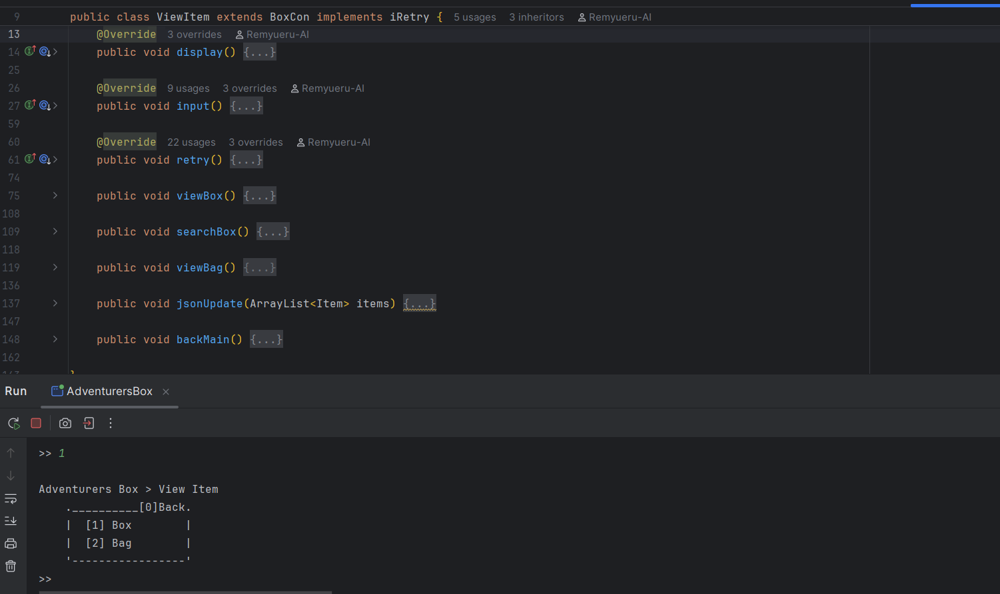 9 public class ViewItem extends BoxCon implements iRetry { 5 usages 3 inheritors Remyueru-AI
13 @Override 3 overrides Remyueru-AI
14 public void display() {...}
25
26 @Override 9 usages 3 overrides Remyueru-AI
27 public void input() {...}
59
60 @Override 22 usages 3 overrides Remyueru-AI
61 public void retry() {...}
74
75 public void viewBox() {...}
108
109 public void searchBox() {...}
118
119 public void viewBag() {...}
136
137 public void jsonUpdate(ArrayList<Item> items) {...}
147
148 public void backMain() {...}
162
Run AdventurersBox
>> 1
Adventurers Box > View Item
.__________[0]Back.
| [1] Box |
| [2] Bag |
'-----------------'
>>